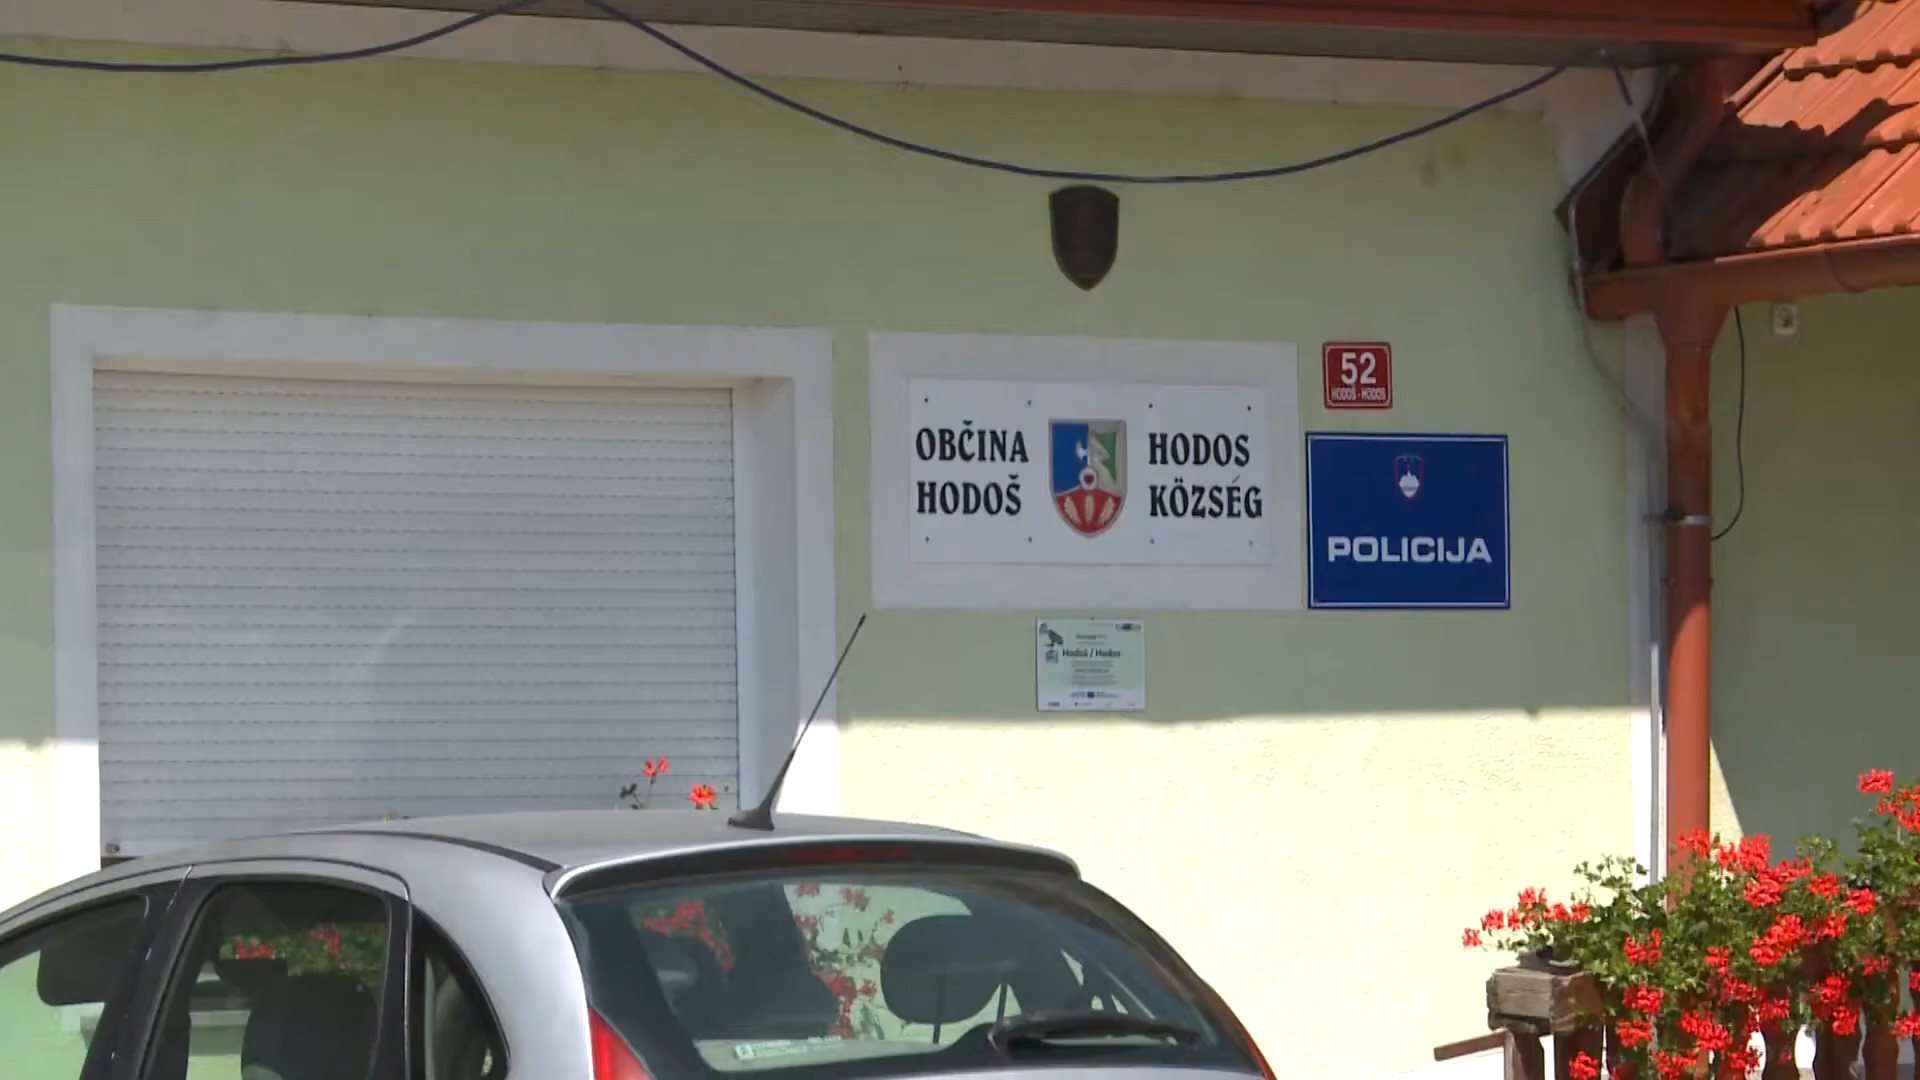 OBČINA
HODOŠ
HODOS
KÖZSÉG
52
HODOŠ - HODOS
POLICIJA
Hodoš / Hodos